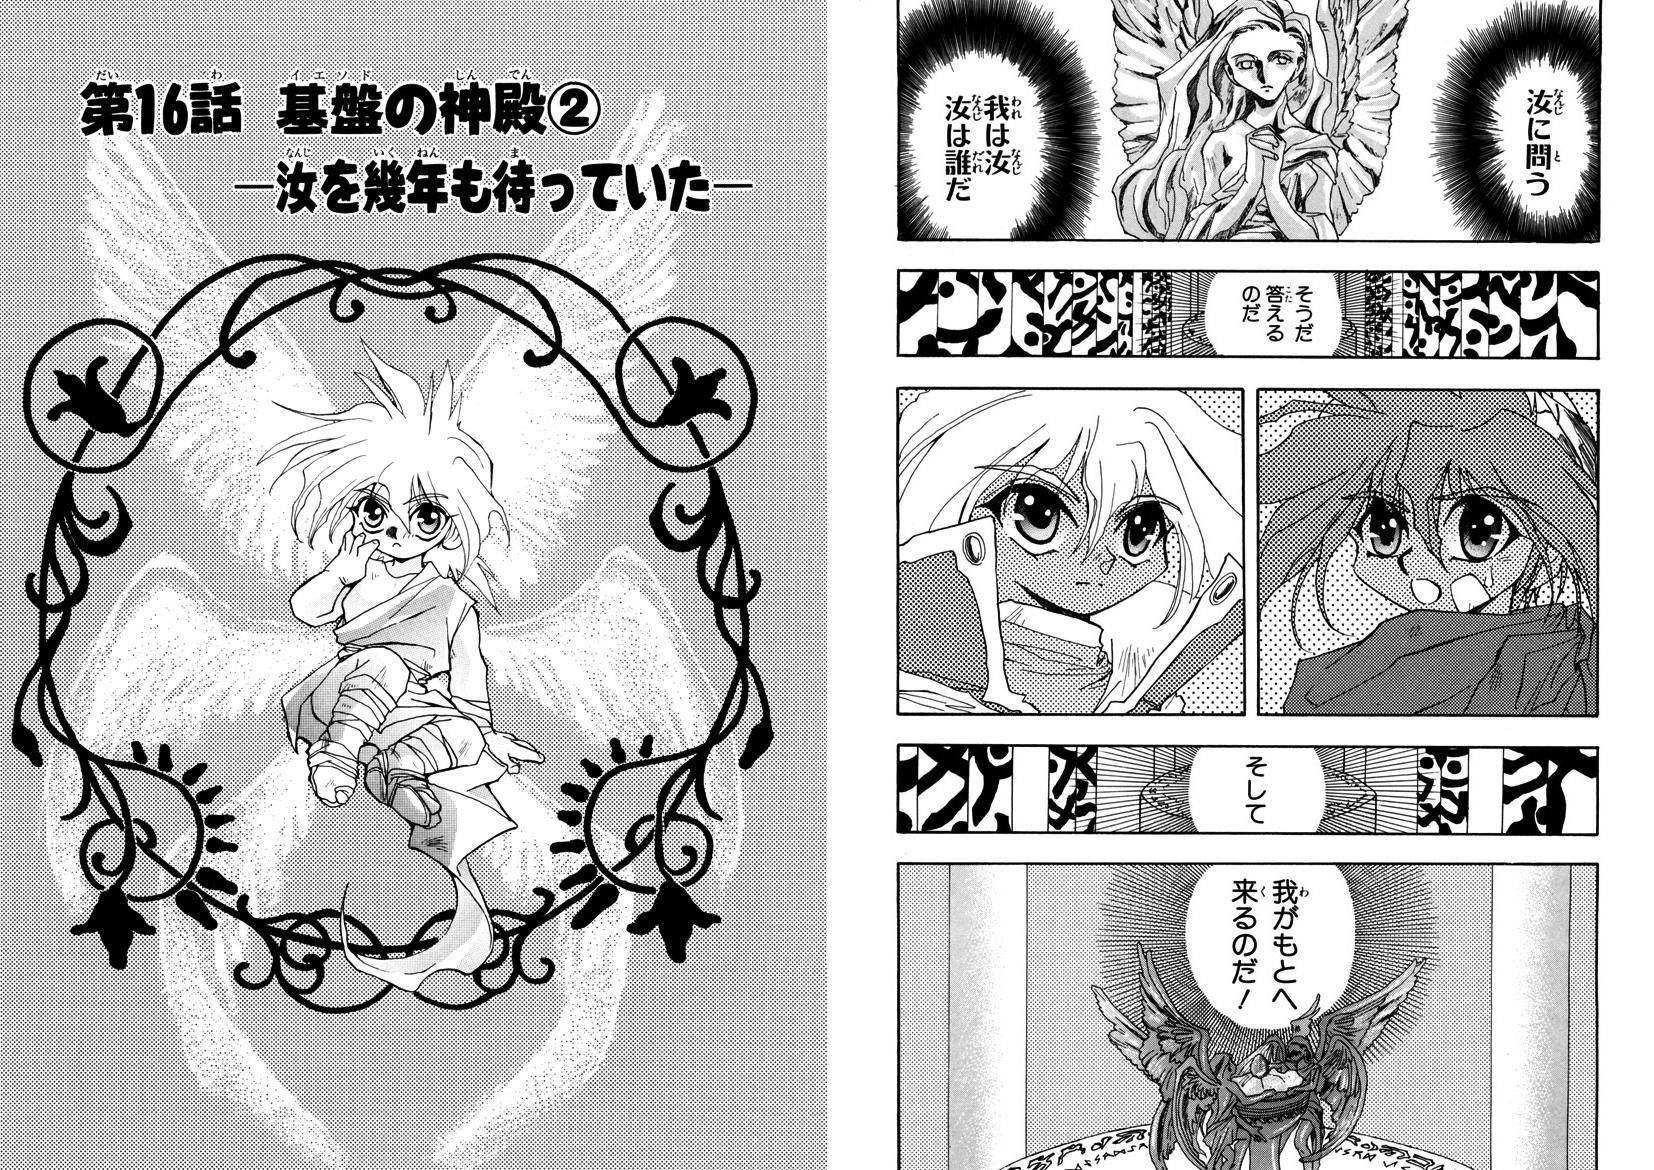 汝に問う
我は汝
汝は誰だ
そうだ
答える
のだ
そして
我がもとへ
来るのだ！
第16話 基盤の神殿②
―汝を幾年も待っていた―